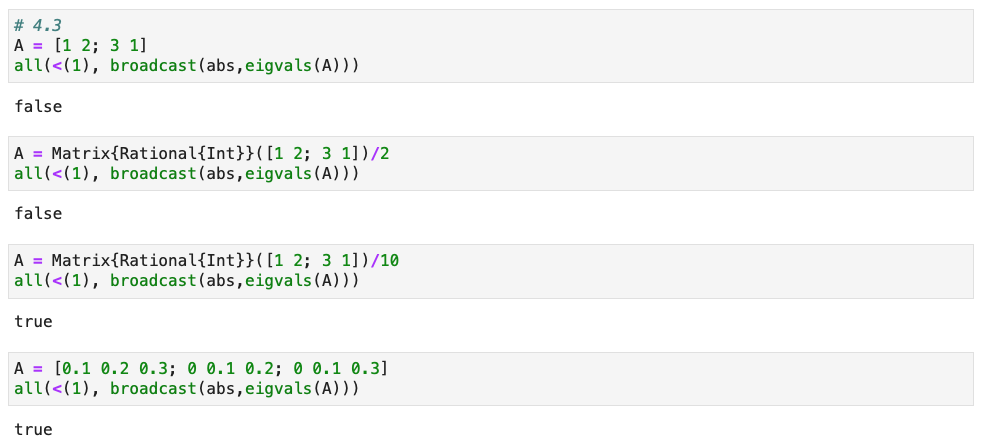 # 4.3
A = [1 2; 3 1]
all(<(1), broadcast(abs,eigvals(A)))
false
A = Matrix{Rational{Int}}([1 2; 3 1])/2
all(<(1), broadcast(abs,eigvals(A)))
false
A = Matrix{Rational{Int}}([1 2; 3 1])/10
all(<(1), broadcast(abs,eigvals(A)))
true
A = [0.1 0.2 0.3; 0 0.1 0.2; 0 0.1 0.3]
all(<(1), broadcast(abs,eigvals(A)))
true